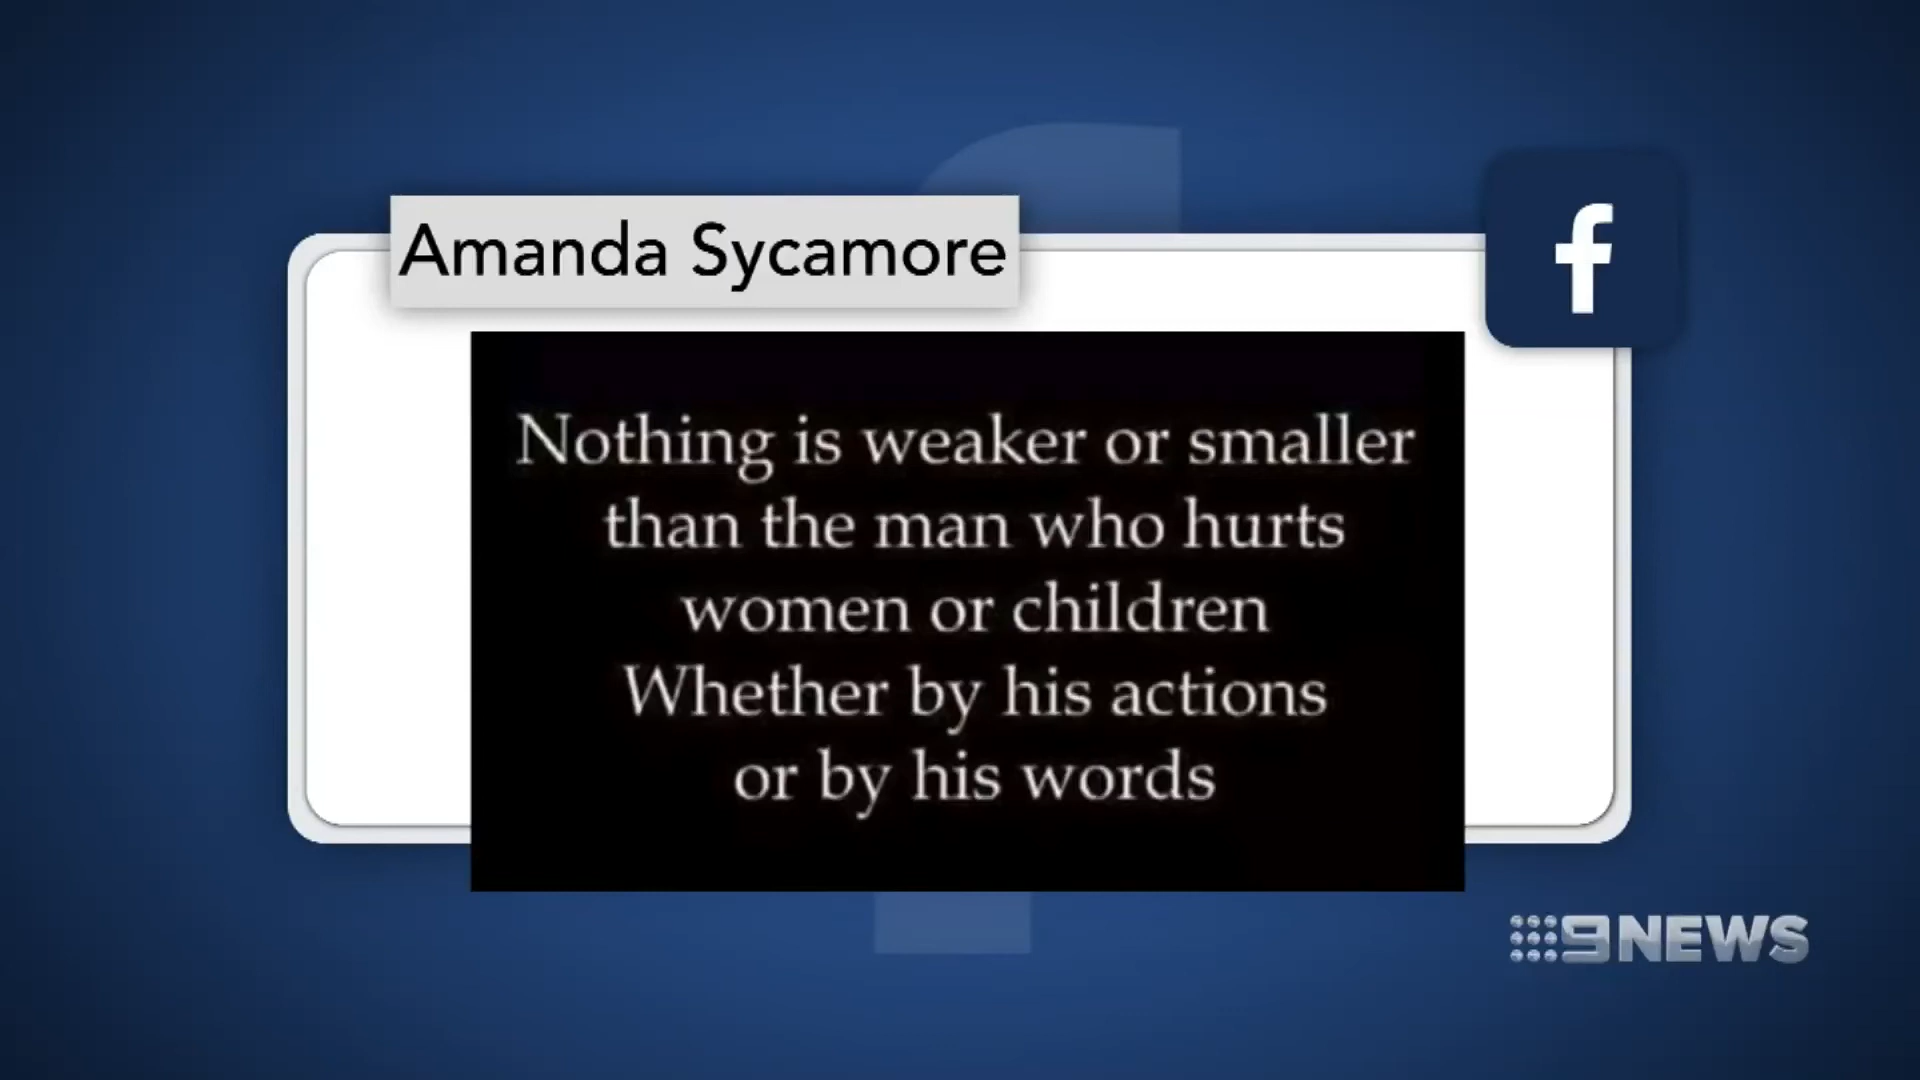 Amanda Sycamore
f
Nothing is weaker or smaller
than the man who hurts
women or children
Whether by his actions
or by his words
9NEWS